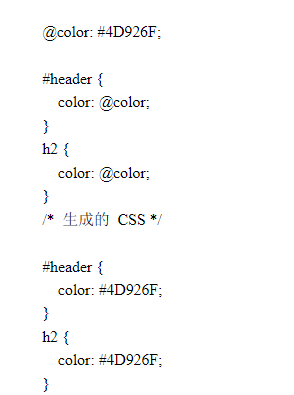 @color: #4D926F;

#header {
    color: @color;
}
h2 {
    color: @color;
}
/*  生成的  CSS */

#header {
    color: #4D926F;
}
h2 {
    color: #4D926F;
}